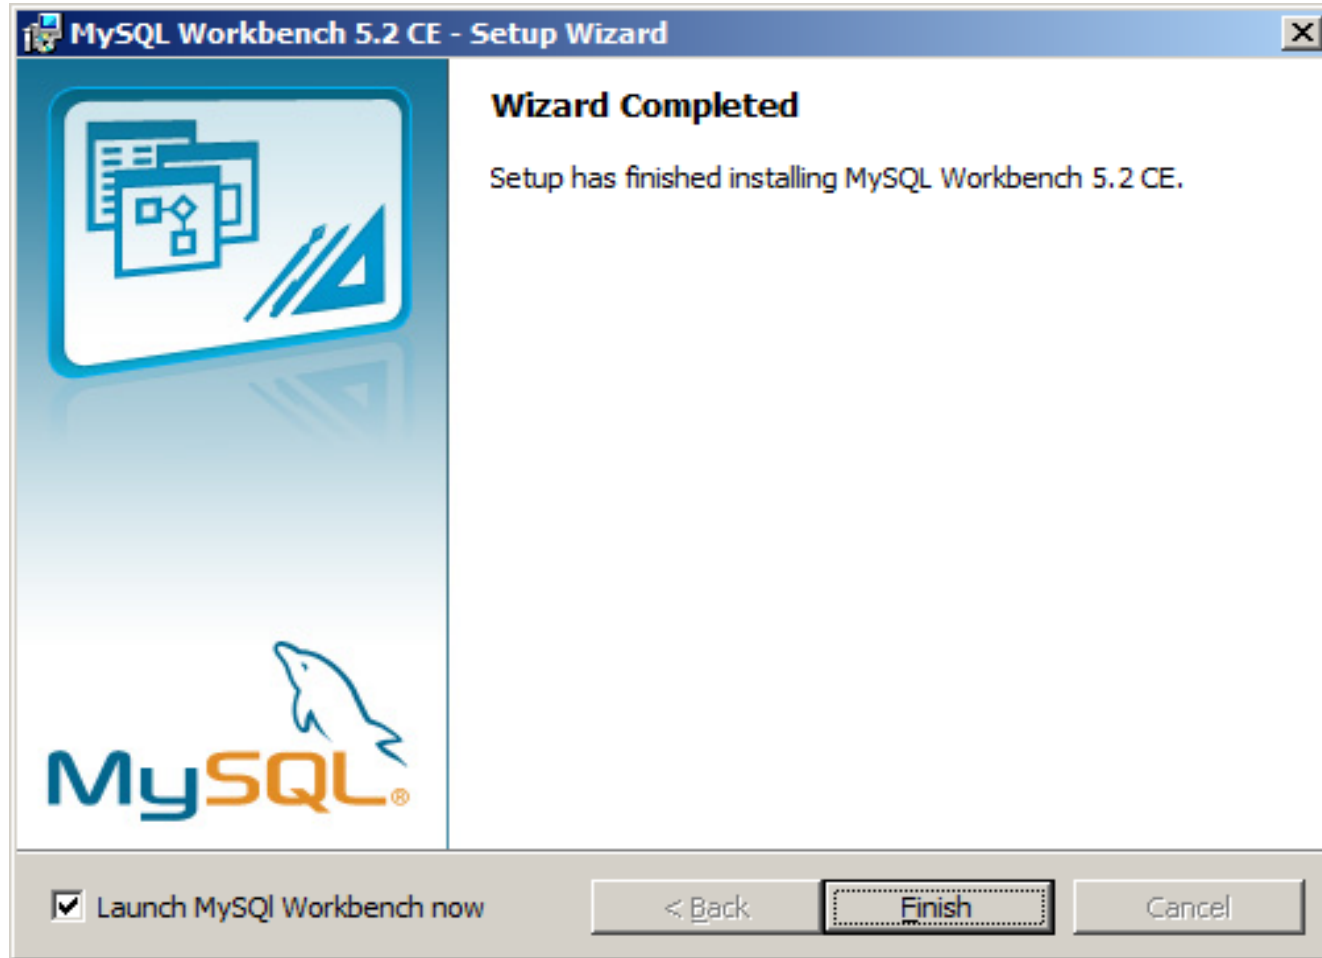 MySQL Workbench 5.2 CE - Setup Wizard
Wizard Completed
Setup has finished installing MySQL Workbench 5.2 CE.
MySQL®
Launch MySQl Workbench now
< Back
Finish
Cancel